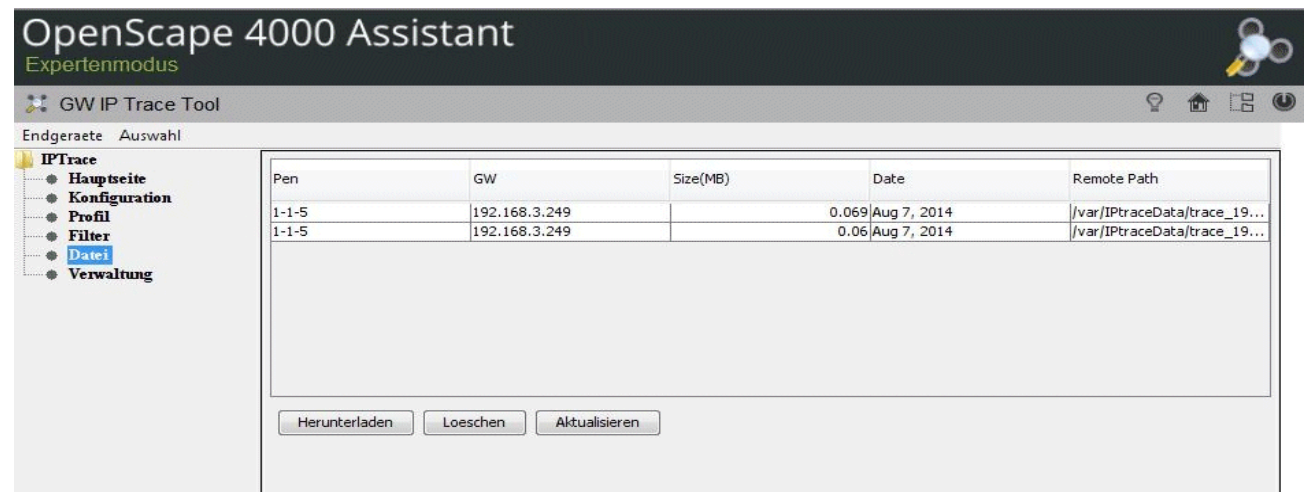 OpenScape 4000 Assistant
Expertenmodus
GW IP Trace Tool
Endgeraete Auswahl
IPTrace
Hauptseite
Konfiguration
Profil
Filter
Datei
Verwaltung
Pen GW Size(MB) Date Remote Path
1-1-5 192.168.3.249 0.069 Aug 7, 2014 /var/IPtraceData/trace_19...
1-1-5 192.168.3.249 0.06 Aug 7, 2014 /var/IPtraceData/trace_19...
Herunterladen Loeschen Aktualisieren